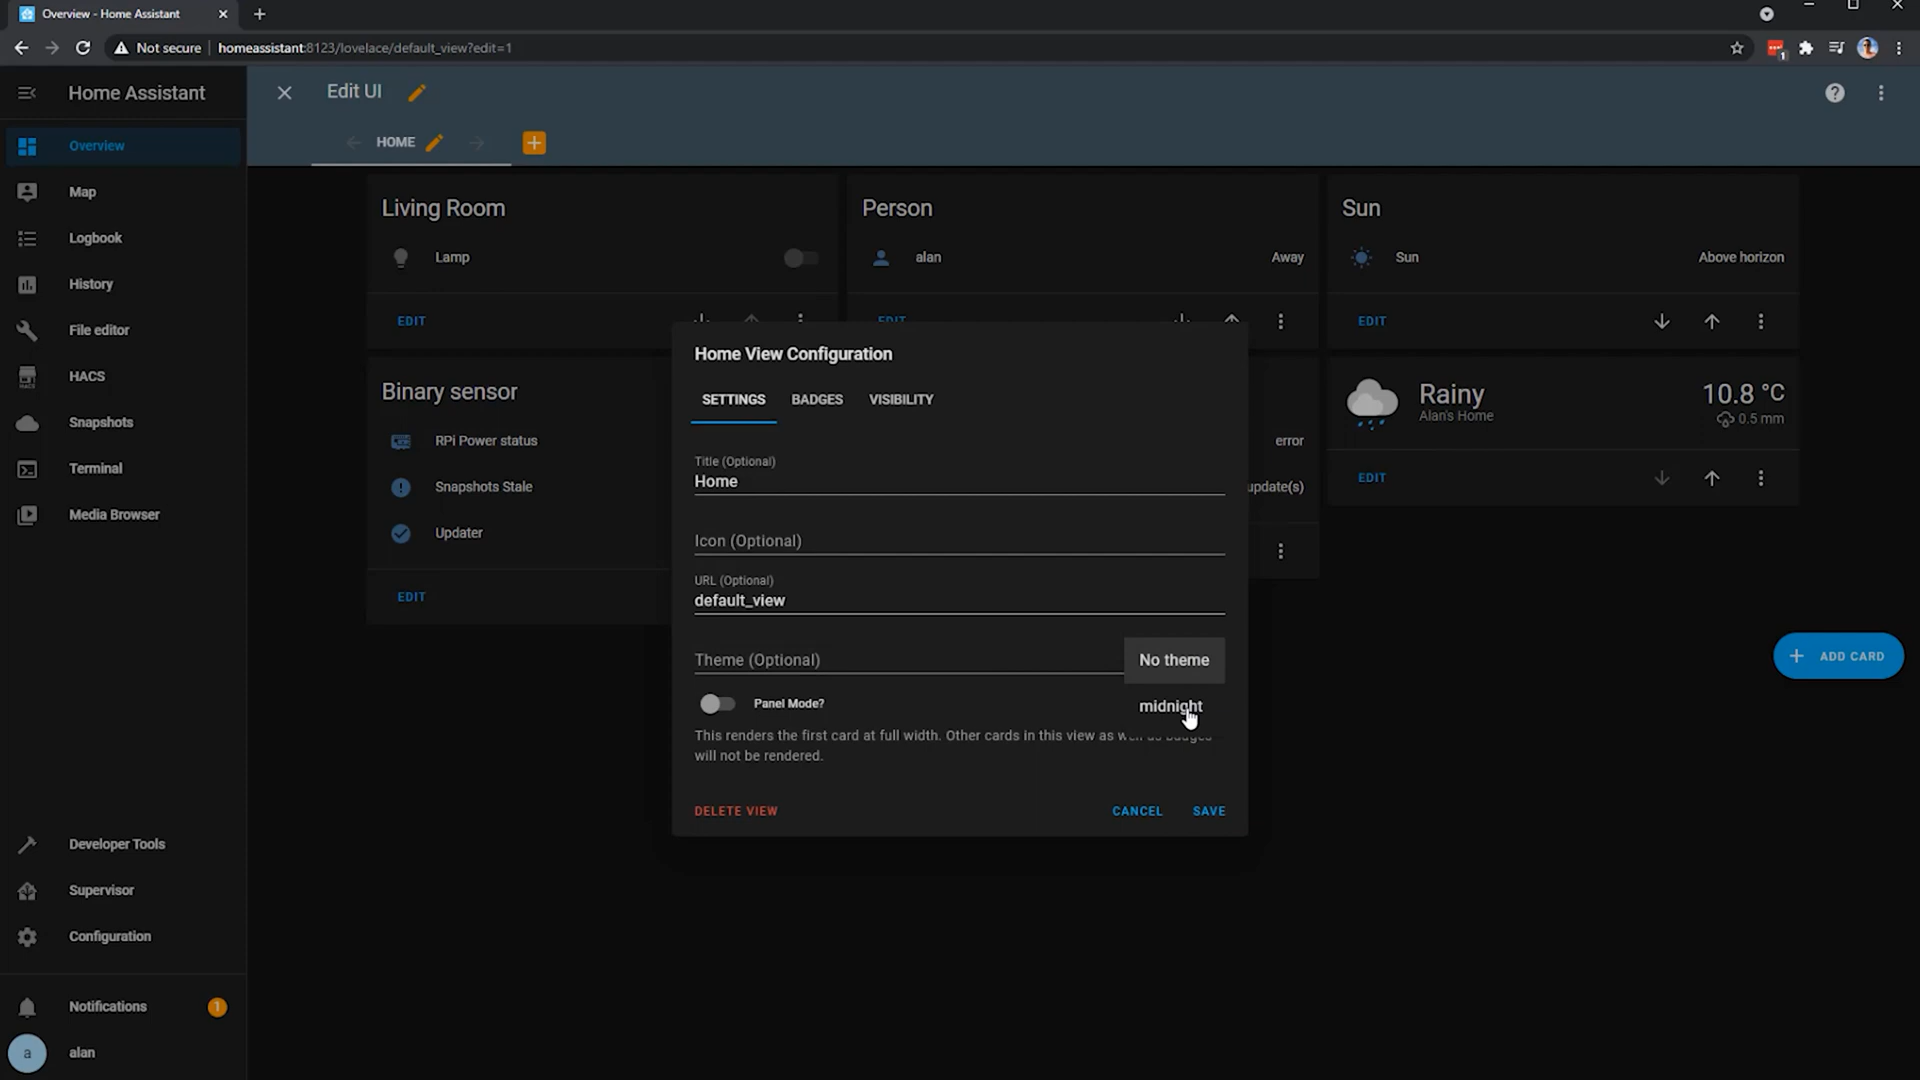 Overview - Home Assistant
Not secure
homeassistant:8123/lovelace/default_view?edit=1
1
Home Assistant
Overview
Map
Logbook
History
File editor
HACS
HACS
Snapshots
Terminal
Media Browser
Developer Tools
Supervisor
Configuration
Notifications
1
a
alan
Edit UI
HOME
Living Room
Lamp
EDIT
Person
alan
Away
EDIT
Sun
Sun
Above horizon
EDIT
Binary sensor
RPi Power status
Snapshots Stale
Updater
EDIT
error
update(s)
Rainy
Alan's Home
10.8 °C
0.5 mm
EDIT
Home View Configuration
SETTINGS
BADGES
VISIBILITY
Title (Optional)
Home
Icon (Optional)
URL (Optional)
default_view
Theme (Optional)
No theme
midnight
Panel Mode?
This renders the first card at full width. Other cards in this view as well as badges
will not be rendered.
DELETE VIEW
CANCEL
SAVE
ADD CARD